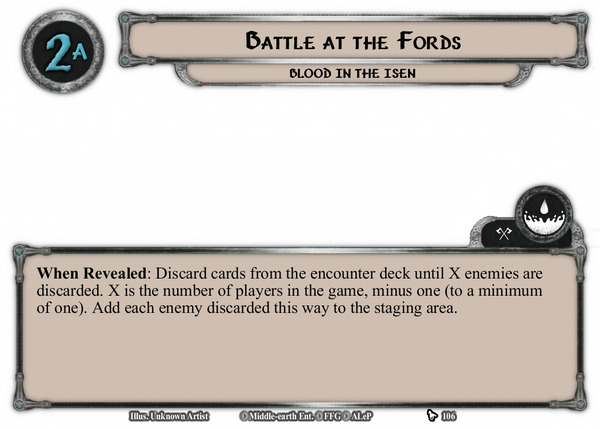 2A
Battle at the Fords
Blood in the Isen
When Revealed: Discard cards from the encounter deck until X enemies are
discarded. X is the number of players in the game, minus one (to a minimum
of one). Add each enemy discarded this way to the staging area.
Illus. Unknown Artist © Middle-earth Ent. © FFG © ALeP 106